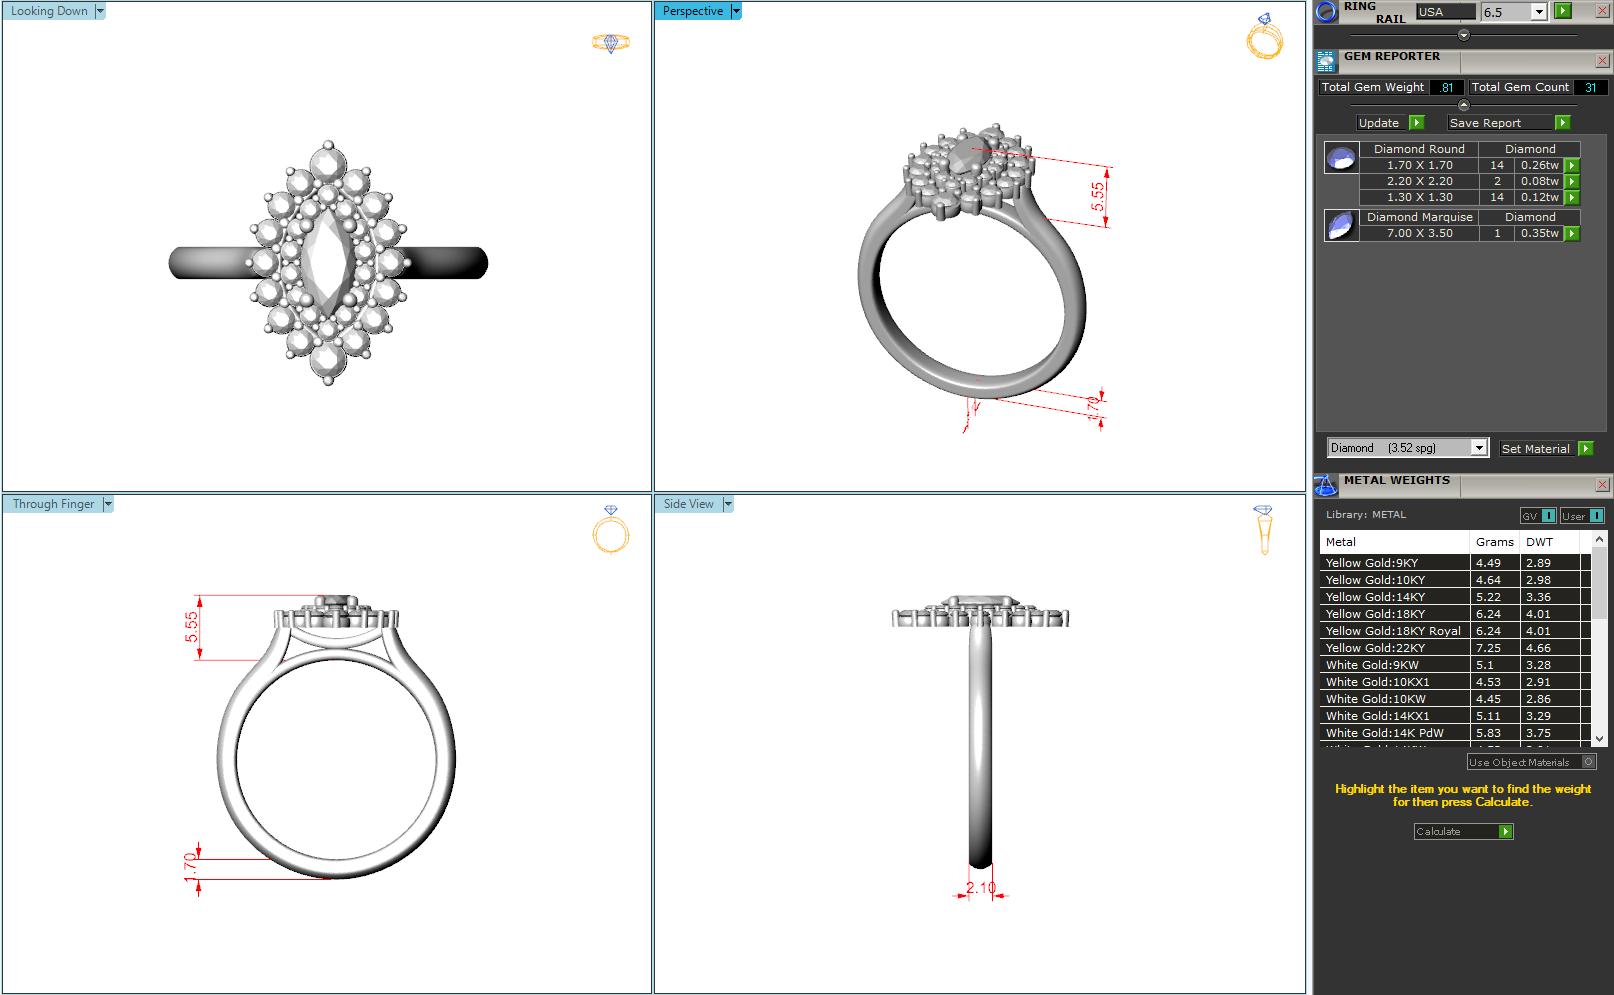 Looking Down
Perspective
5.55
1.70
Through Finger
5.55
1.70
Side View
2.10
RING RAIL USA 6.5
GEM REPORTER
Total Gem Weight .81 Total Gem Count 31
Update Save Report
Diamond Round Diamond
1.70 X 1.70 14 0.26tw
2.20 X 2.20 2 0.08tw
1.30 X 1.30 14 0.12tw
Diamond Marquise Diamond
7.00 X 3.50 1 0.35tw
Diamond (3.52 spg) Set Material
METAL WEIGHTS
Library: METAL GV User
Metal Grams DWT
Yellow Gold:9KY 4.49 2.89
Yellow Gold:10KY 4.64 2.98
Yellow Gold:14KY 5.22 3.36
Yellow Gold:18KY 6.24 4.01
Yellow Gold:18KY Royal 6.24 4.01
Yellow Gold:22KY 7.25 4.66
White Gold:9KW 5.1 3.28
White Gold:10KX1 4.53 2.91
White Gold:10KW 4.45 2.86
White Gold:14KX1 5.11 3.29
White Gold:14K PdW 5.83 3.75
Use Object Materials
Highlight the item you want to find the weight
for then press Calculate.
Calculate